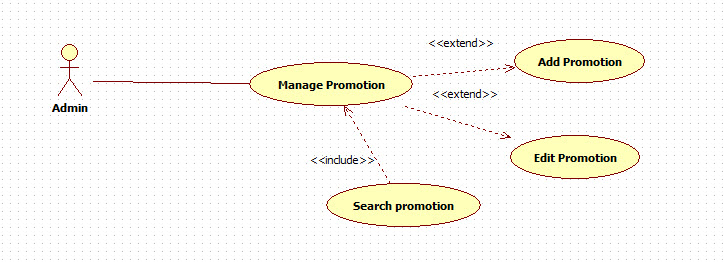 <<extend>>
Add Promotion
Manage Promotion
<<extend>>
Admin
Edit Promotion
<<include>>
Search promotion